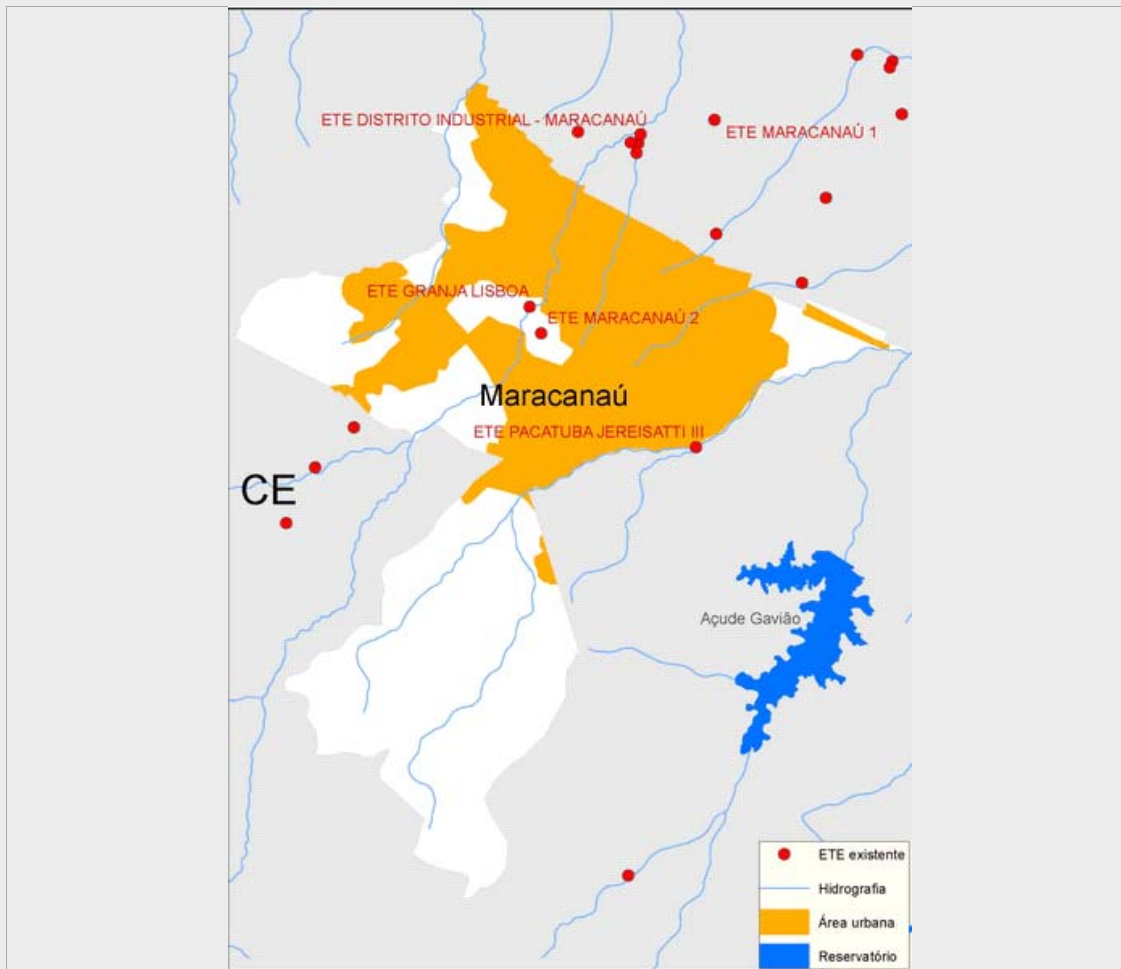 ETE DISTRITO INDUSTRIAL - MARACANAÚ
ETE MARACANAÚ 1
ETE GRANJA LISBOA
ETE MARACANAÚ 2
Maracanaú
ETE PACATUBA JEREISATTI III
CE
Açude Gavião
ETE existente
Hidrografia
Área urbana
Reservatório